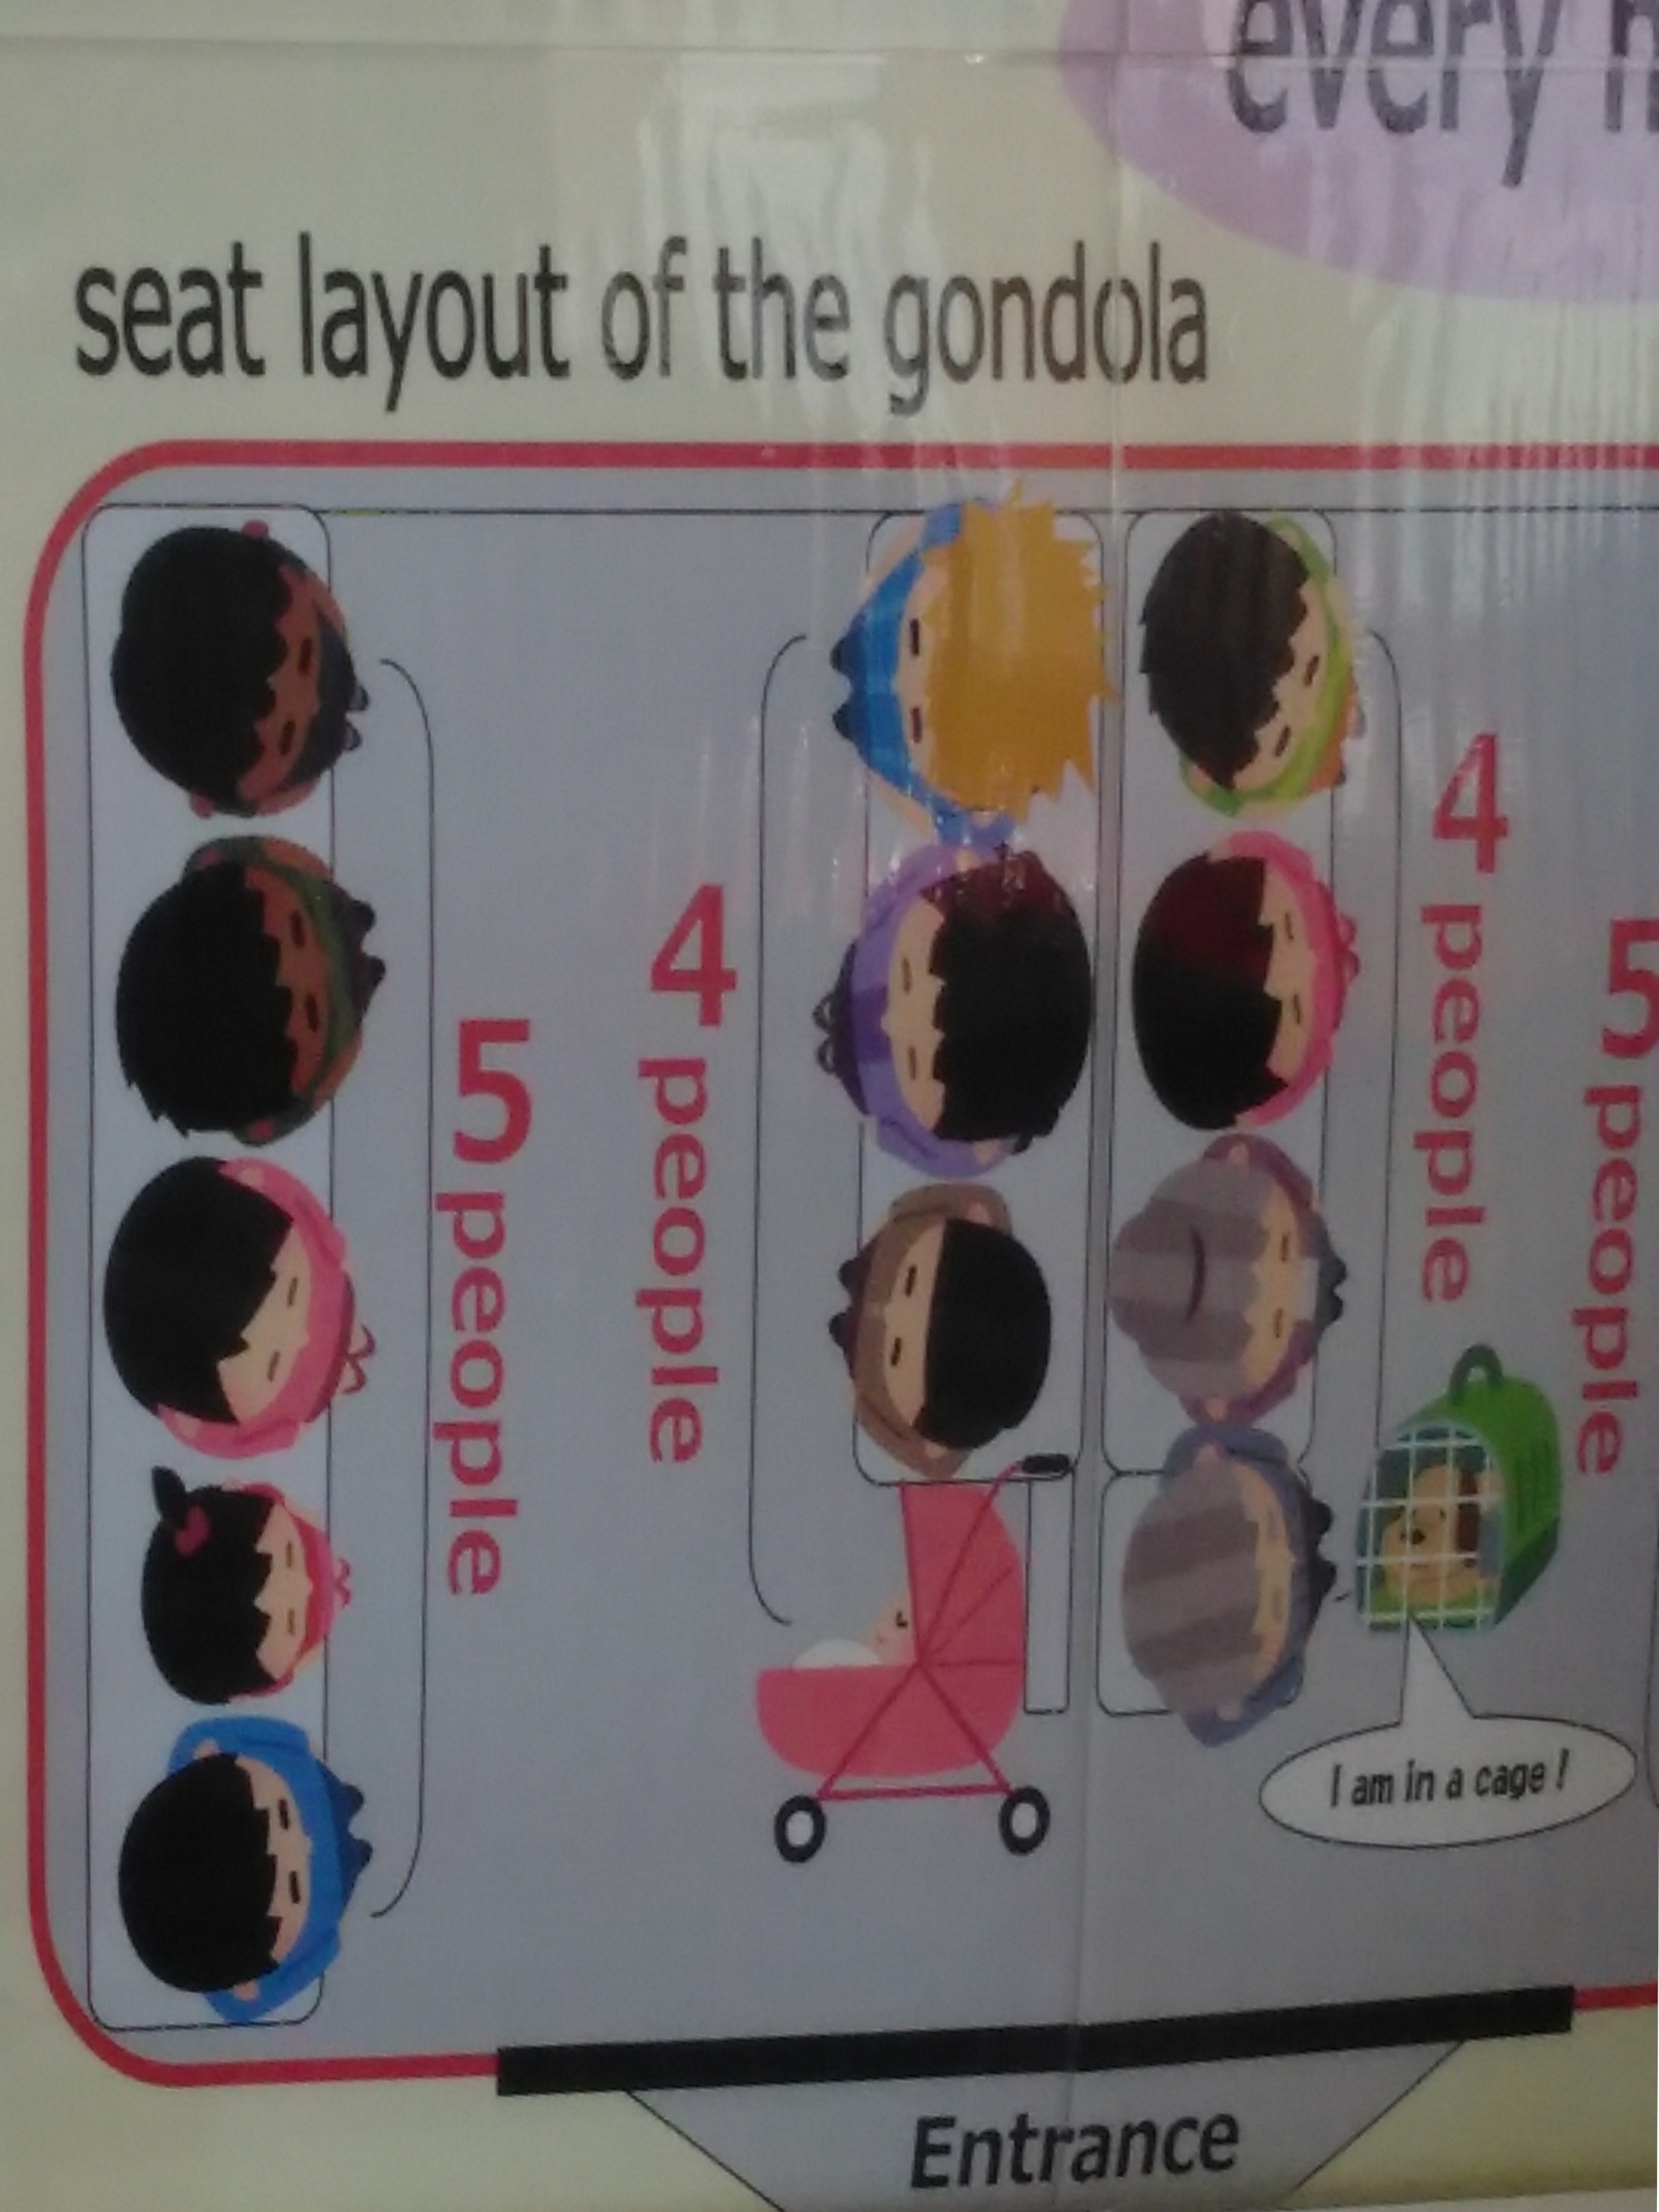 every
seat layout of the gondola
5 people
4 people
4 people
5 people
I am in a cage !
Entrance